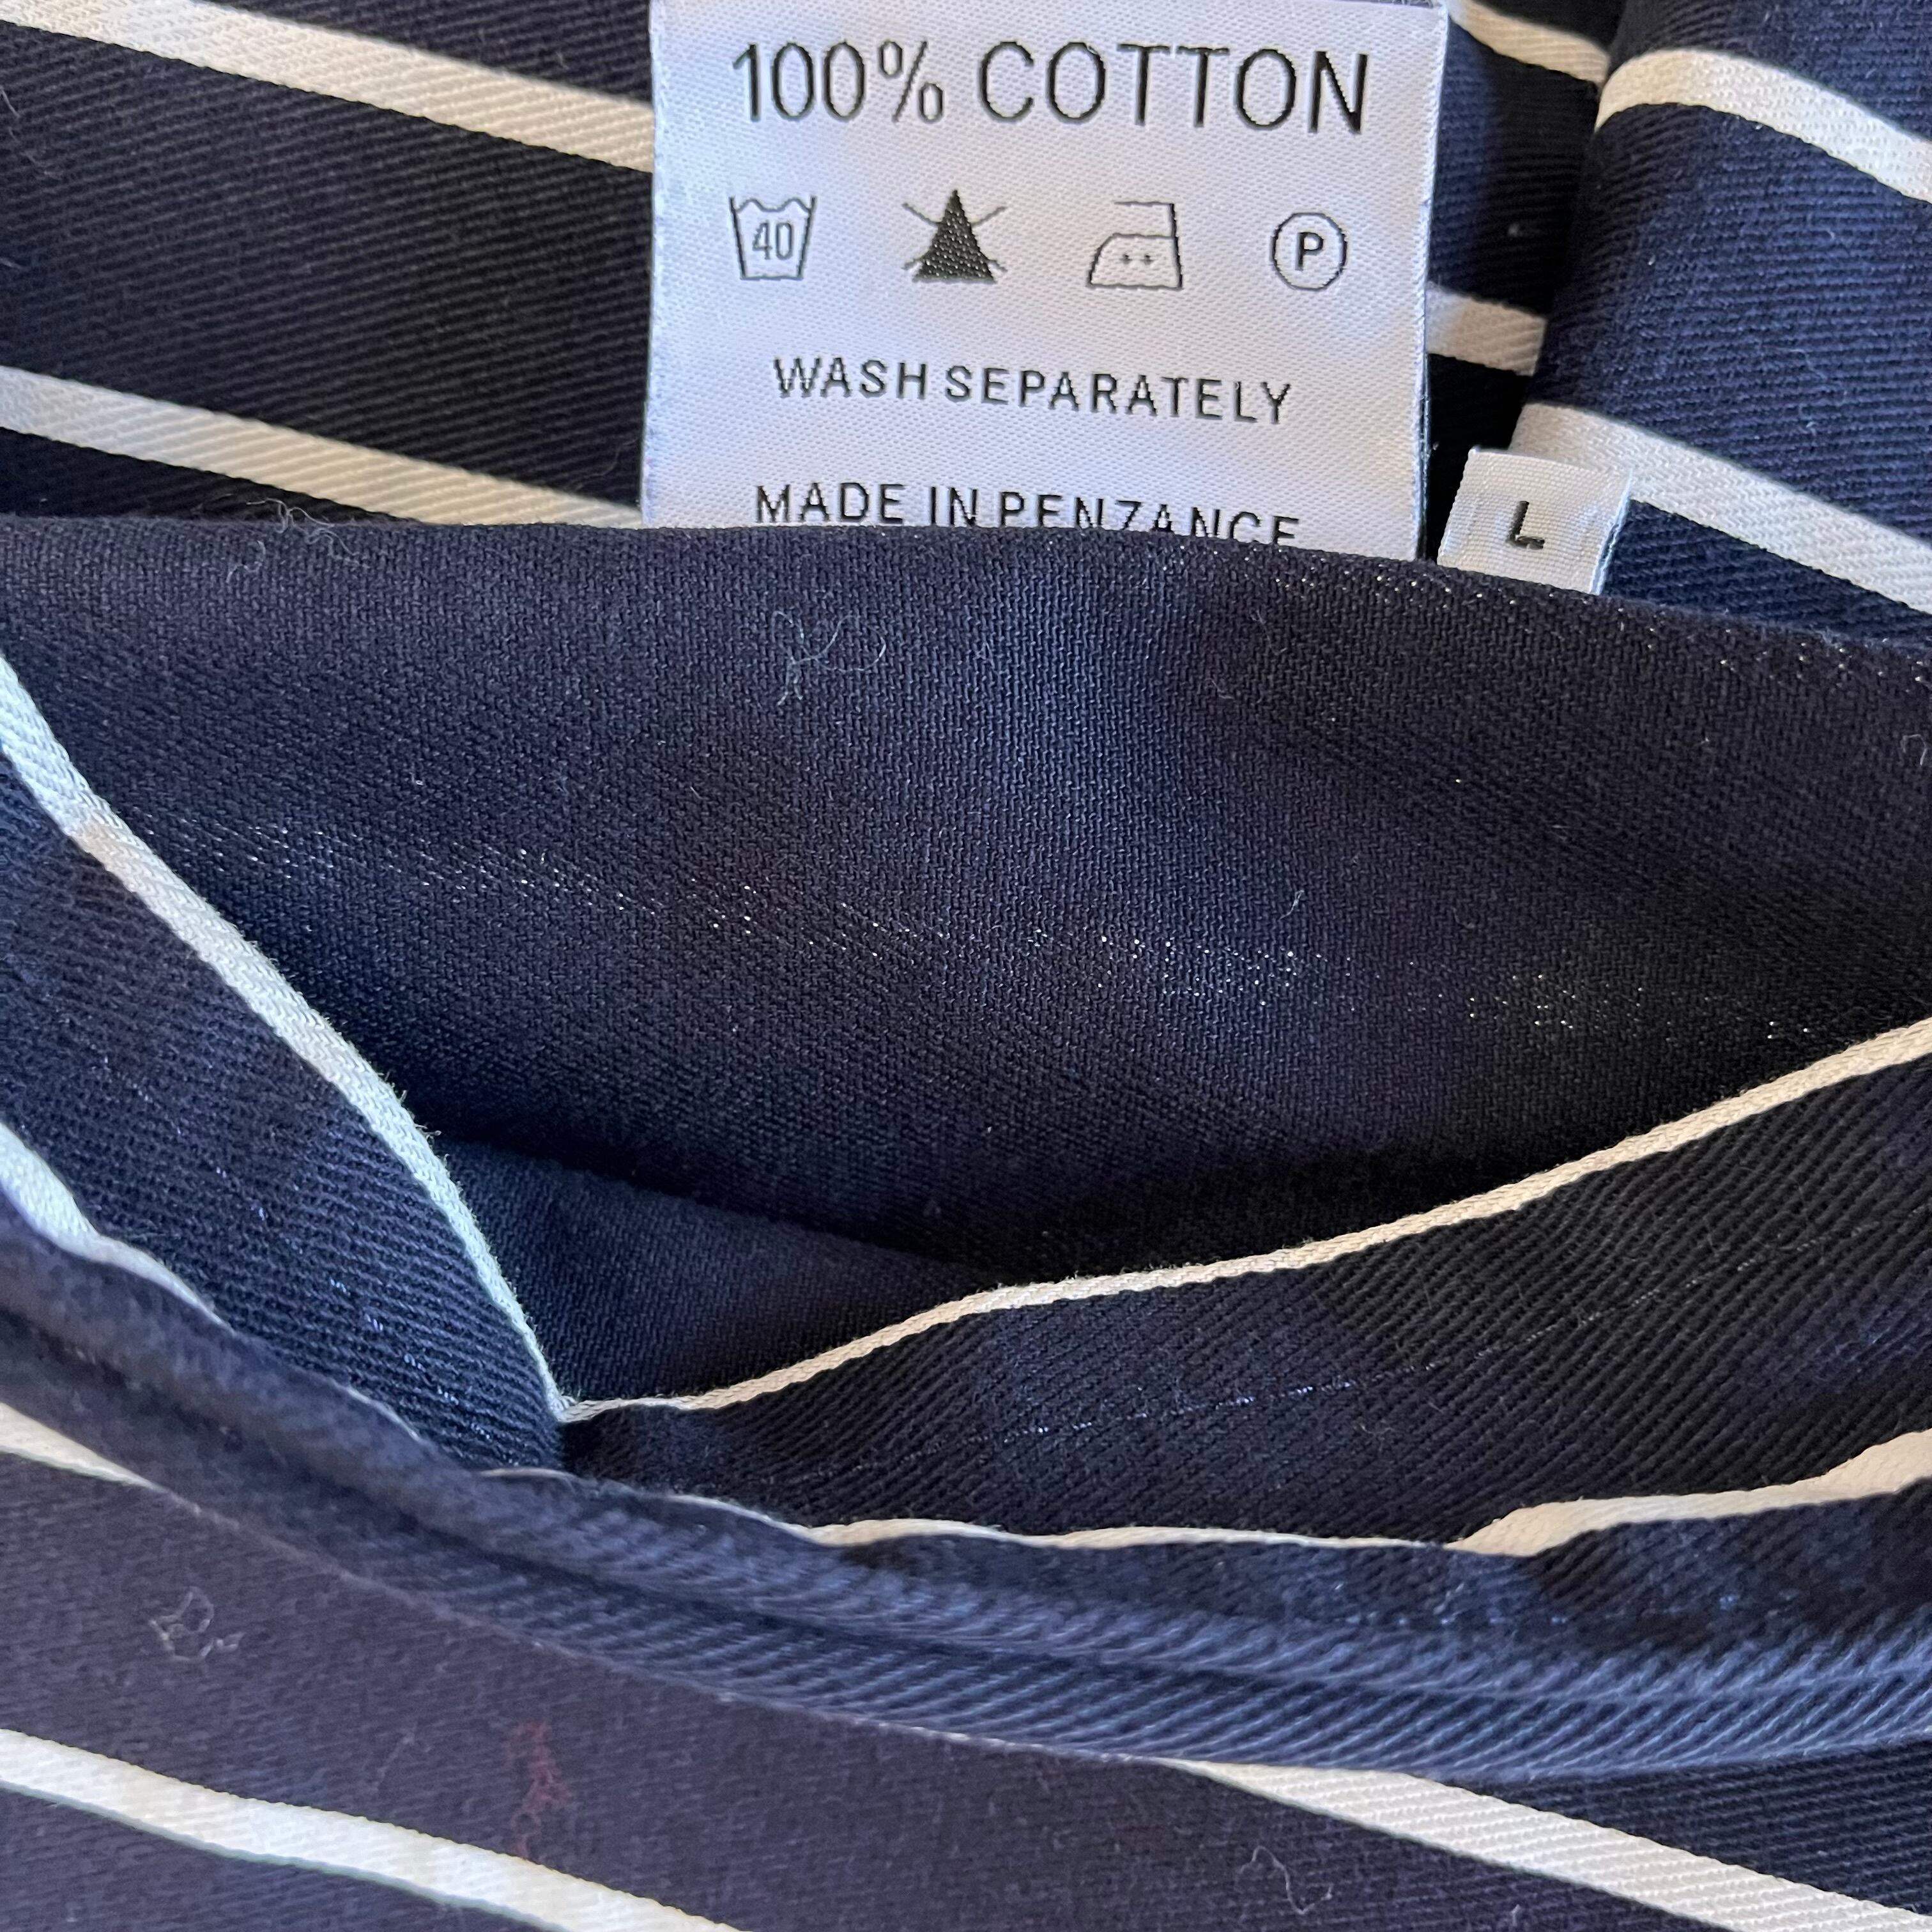 100% COTTON
40
P
WASH SEPARATELY
MADE IN PENZANCE
L